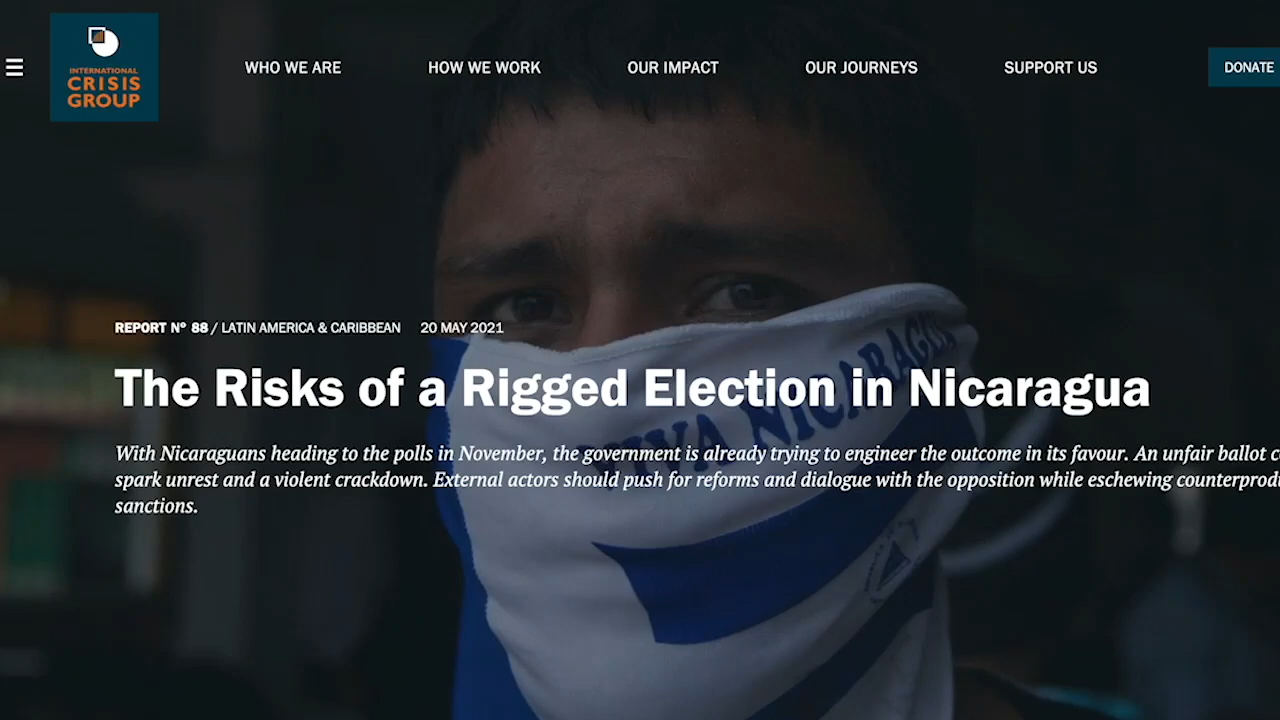 INTERNATIONAL
CRISIS
GROUP
WHO WE ARE
HOW WE WORK
OUR IMPACT
OUR JOURNEYS
SUPPORT US
DONATE
REPORT Nº 88 / LATIN AMERICA & CARIBBEAN 20 MAY 2021
The Risks of a Rigged Election in Nicaragua
With Nicaraguans heading to the polls in November, the government is already trying to engineer the outcome in its favour. An unfair ballot
spark unrest and a violent crackdown. External actors should push for reforms and dialogue with the opposition while eschewing
sanctions.
VIVA NICARAGUA